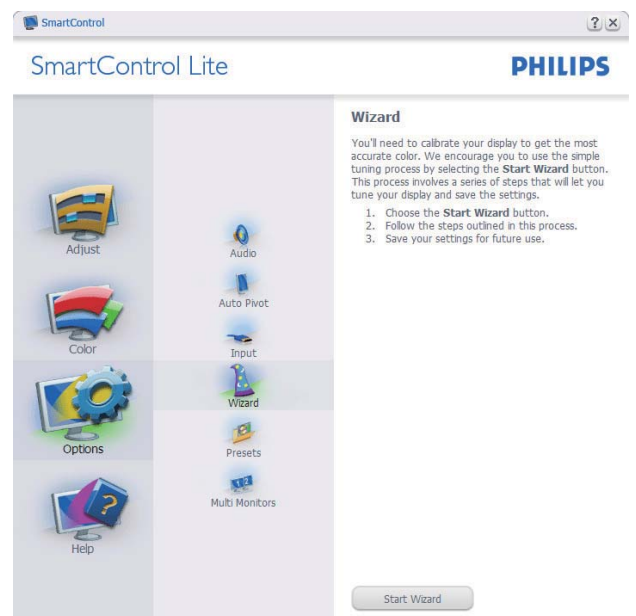 SmartControl
? ×
SmartControl Lite
PHILIPS
Adjust
Color
Options
Help
Audio
Auto Pivot
Input
Wizard
Presets
1 2
Multi Monitors
Wizard
You'll need to calibrate your display to get the most
accurate color. We encourage you to use the simple
tuning process by selecting the Start Wizard button.
This process involves a series of steps that will let you
tune your display and save the settings.
1. Choose the Start Wizard button.
2. Follow the steps outlined in this process.
3. Save your settings for future use.
Start Wizard